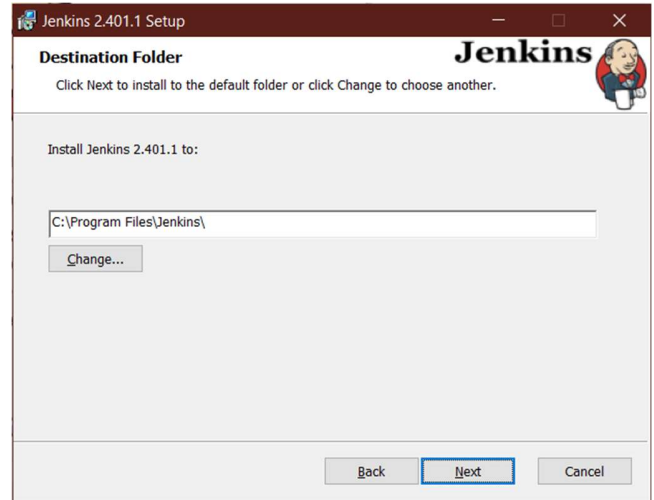 Jenkins 2.401.1 Setup
Destination Folder
Jenkins
Click Next to install to the default folder or click Change to choose another.
Install Jenkins 2.401.1 to:
C:\Program Files\Jenkins\
Change...
Back
Next
Cancel